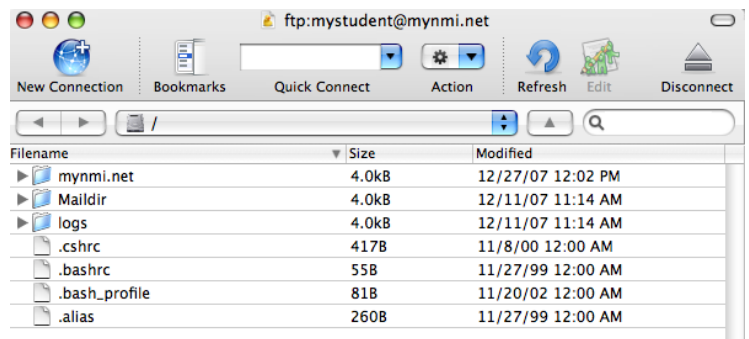 ftp:mystudent@mynmi.net
New Connection Bookmarks Quick Connect Action Refresh Edit Disconnect
/
Filename Size Modified
mynmi.net 4.0kB 12/27/07 12:02 PM
Maildir 4.0kB 12/11/07 11:14 AM
logs 4.0kB 12/11/07 11:14 AM
.cshrc 417B 11/8/00 12:00 AM
.bashrc 55B 11/27/99 12:00 AM
.bash_profile 81B 11/20/02 12:00 AM
.alias 260B 11/27/99 12:00 AM